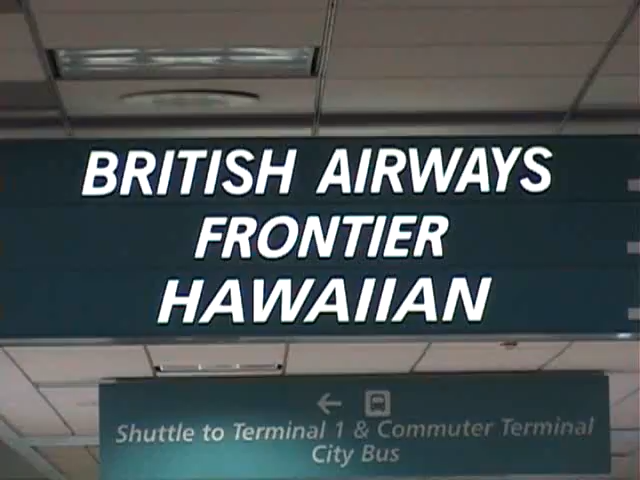 BRITISH AIRWAYS
FRONTIER
HAWAIIAN
Shuttle to Terminal 1 & Commuter Terminal
City Bus